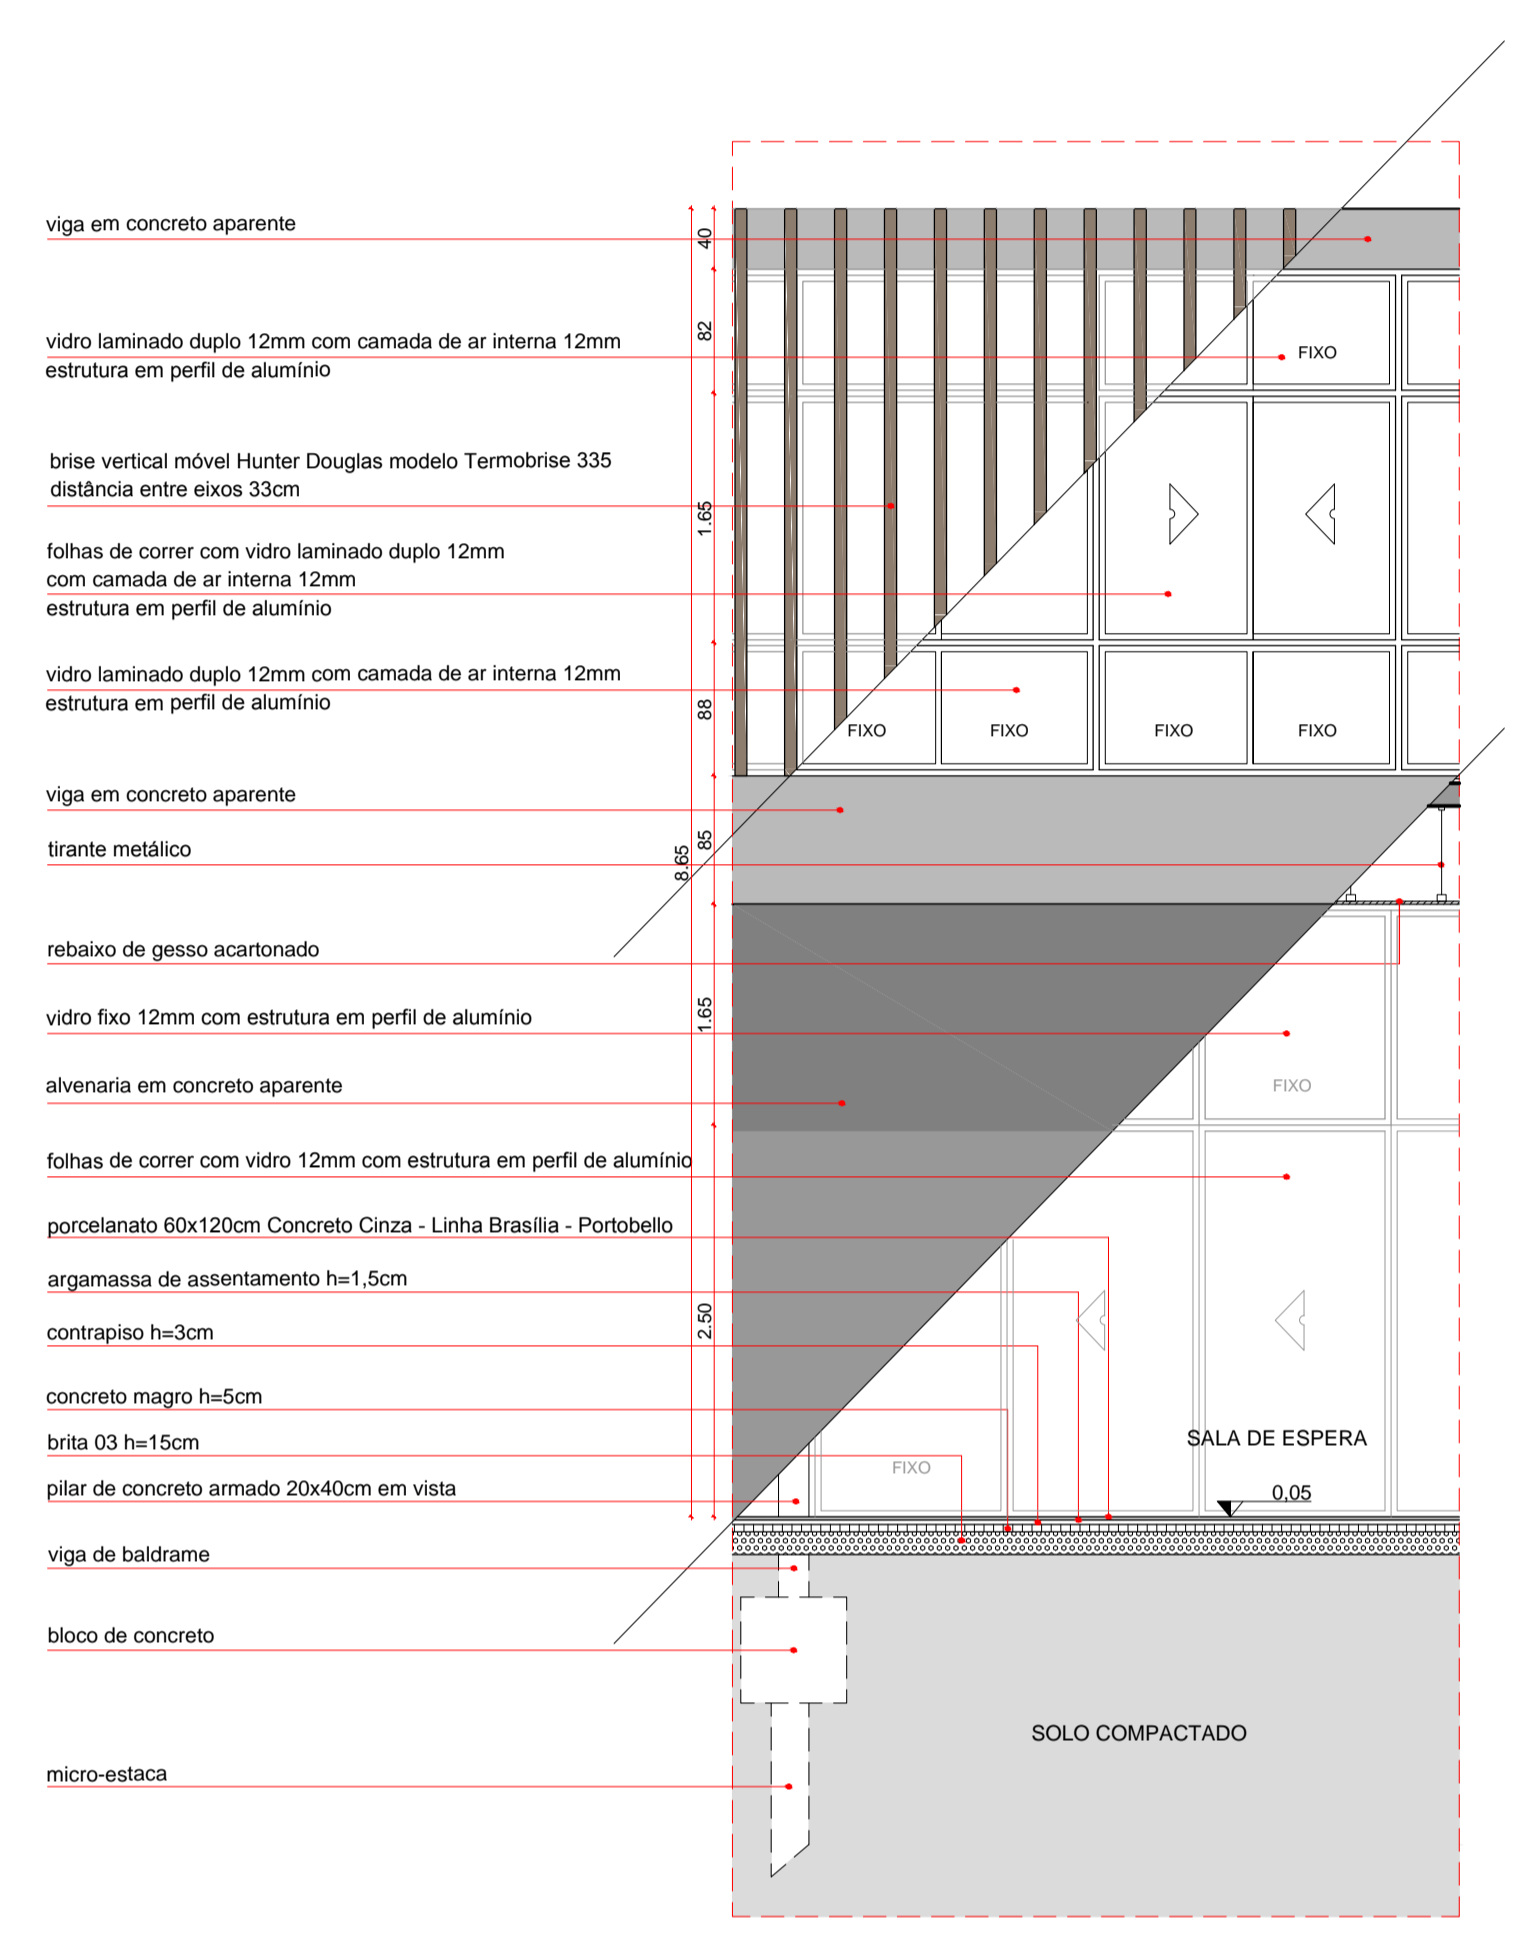 viga em concreto aparente
40
vidro laminado duplo 12mm com camada de ar interna 12mm
estrutura em perfil de alumínio
82
FIXO
brise vertical móvel Hunter Douglas modelo Termobrise 335
distância entre eixos 33cm
1.65
folhas de correr com vidro laminado duplo 12mm
com camada de ar interna 12mm
estrutura em perfil de alumínio
vidro laminado duplo 12mm com camada de ar interna 12mm
estrutura em perfil de alumínio
88
FIXO
FIXO
FIXO
FIXO
viga em concreto aparente
85
tirante metálico
8.65
rebaixo de gesso acartonado
vidro fixo 12mm com estrutura em perfil de alumínio
1.65
alvenaria em concreto aparente
FIXO
folhas de correr com vidro 12mm com estrutura em perfil de alumínio
porcelanato 60x120cm Concreto Cinza - Linha Brasília - Portobello
argamassa de assentamento h=1,5cm
contrapiso h=3cm
2.50
concreto magro h=5cm
brita 03 h=15cm
SALA DE ESPERA
FIXO
pilar de concreto armado 20x40cm em vista
0,05
viga de baldrame
bloco de concreto
SOLO COMPACTADO
micro-estaca